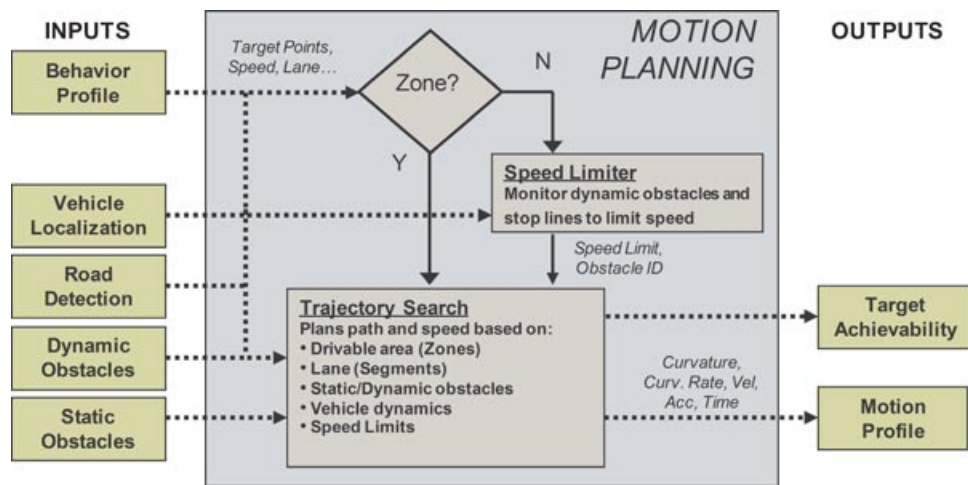 INPUTS
Behavior
Profile
Vehicle
Localization
Road
Detection
Dynamic
Obstacles
Static
Obstacles
MOTION
PLANNING
Target Points,
Speed, Lane...
Zone?
N
Y
Speed Limiter
Monitor dynamic obstacles and
stop lines to limit speed
Speed Limit,
Obstacle ID
Trajectory Search
Plans path and speed based on:
• Drivable area (Zones)
• Lane (Segments)
• Static/Dynamic obstacles
• Vehicle dynamics
• Speed Limits
Curvature,
Curv. Rate, Vel,
Acc, Time
OUTPUTS
Target
Achievability
Motion
Profile